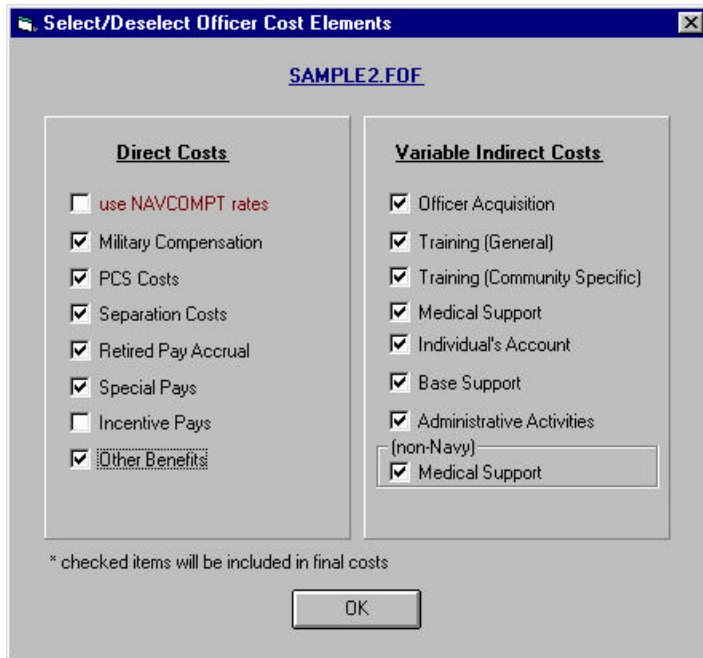 Select/Deselect Officer Cost Elements
SAMPLE2.FOF
Direct Costs
use NAVCOMPT rates
Military Compensation
PCS Costs
Separation Costs
Retired Pay Accrual
Special Pays
Incentive Pays
Other Benefits
Variable Indirect Costs
Officer Acquisition
Training (General)
Training (Community Specific)
Medical Support
Individual's Account
Base Support
Administrative Activities
(non-Navy)
Medical Support
* checked items will be included in final costs
OK